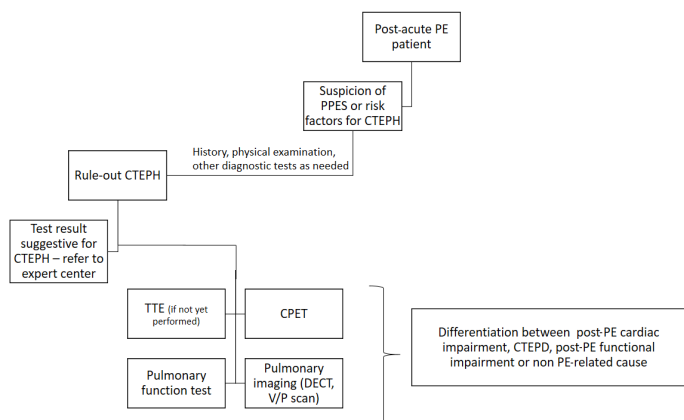 Post-acute PE
patient
Suspicion of
PPES or risk
factors for CTEPH
History, physical examination,
other diagnostic tests as needed
Rule-out CTEPH
Test result
suggestive for
CTEPH – refer to
expert center
TTE (if not yet
performed)
CPET
Pulmonary
function test
Pulmonary
imaging (DECT,
V/P scan)
Differentiation between post-PE cardiac
impairment, CTEPD, post-PE functional
impairment or non PE-related cause